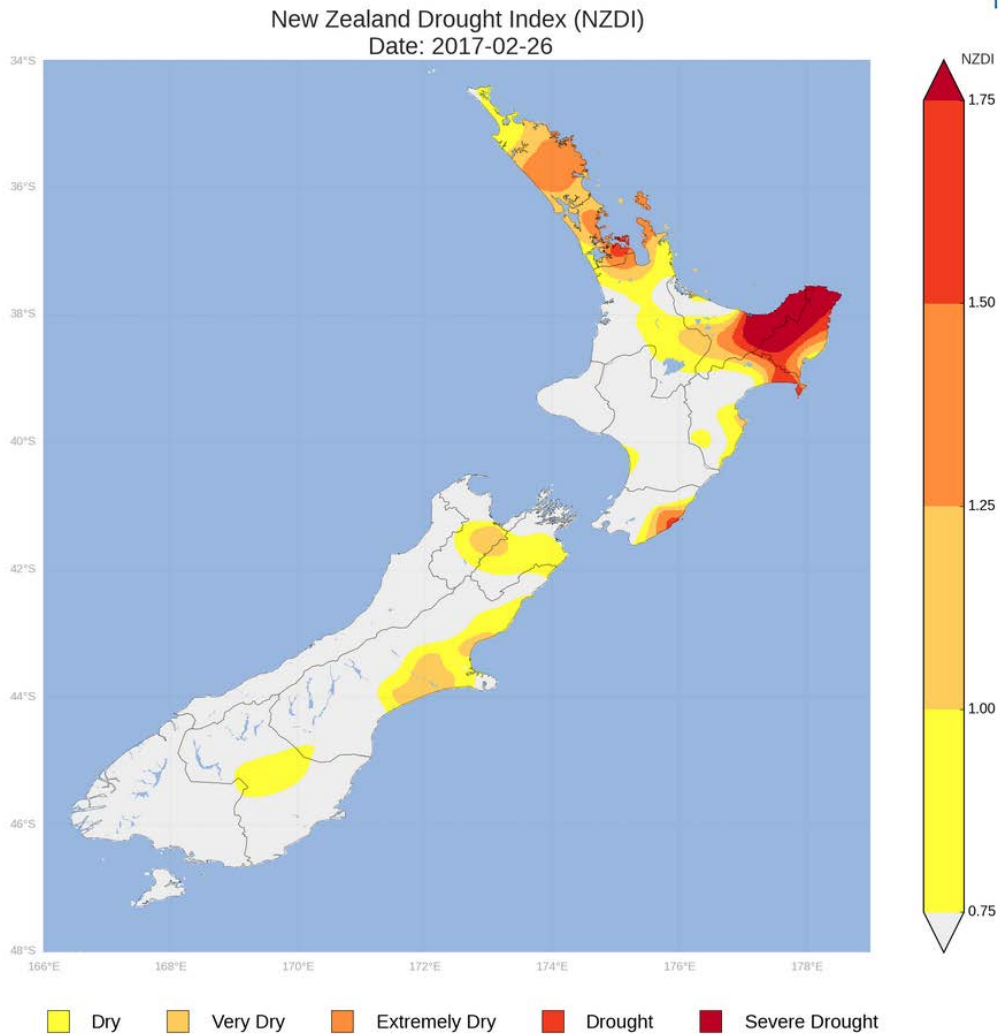 New Zealand Drought Index (NZDI)
Date: 2017-02-26
NZDI
34°S
36°S
38°S
40°S
42°S
44°S
46°S
48°S
166°E 168°E 170°E 172°E 174°E 176°E 178°E
1.75
1.50
1.25
1.00
0.75
Dry Very Dry Extremely Dry Drought Severe Drought